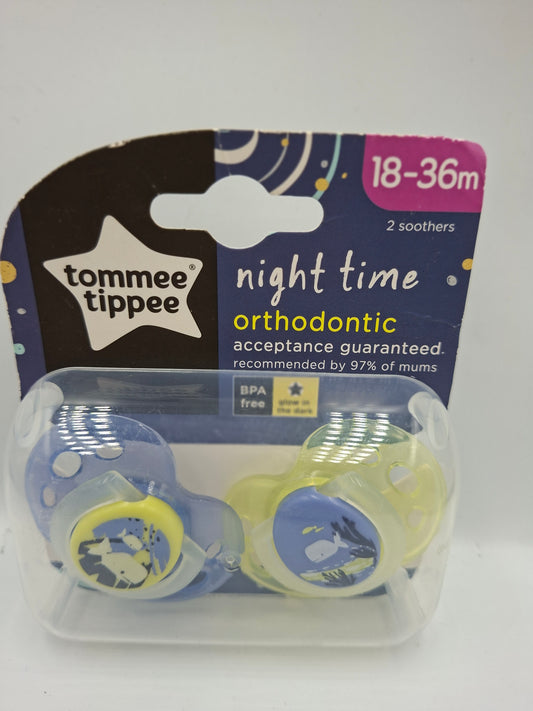 18-36m
2 soothers
tommee®
tippee
night time
orthodontic
acceptance guaranteed.
recommended by 97% of mums
BPA
free
glow in
the dark